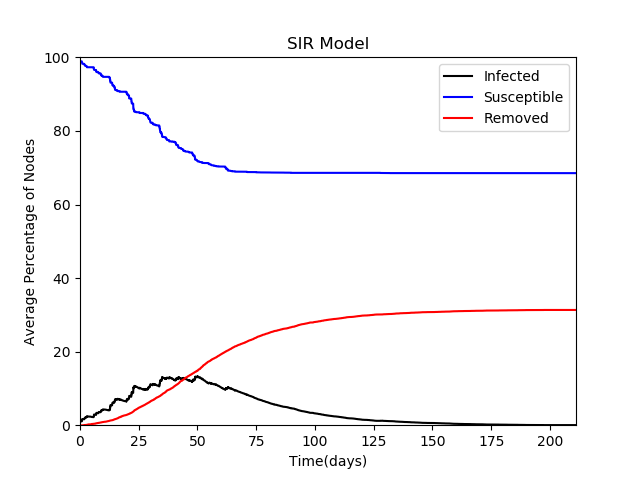 SIR Model
100
80
60
40
20
0
Average Percentage of Nodes
Infected
Susceptible
Removed
0 25 50 75 100 125 150 175 200
Time(days)